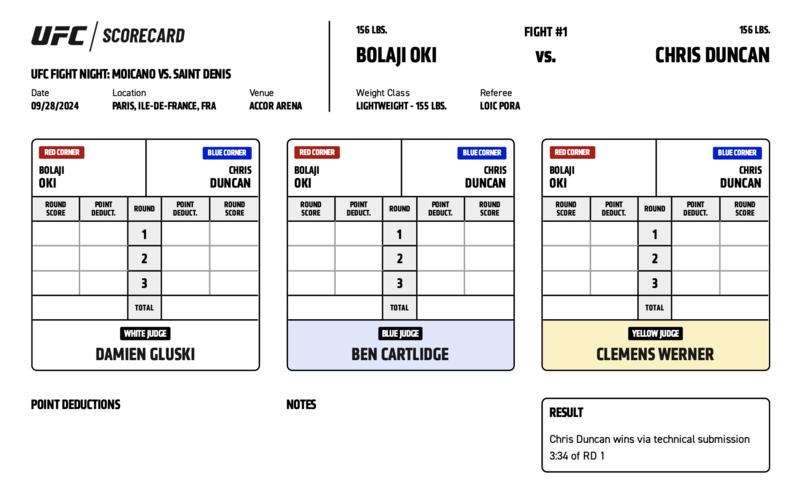 UFC / SCORECARD
UFC FIGHT NIGHT: MOICANO VS. SAINT DENIS
Date Location Venue
09/28/2024 PARIS, ILE-DE-FRANCE, FRA ACCOR ARENA
156 LBS. FIGHT #1 156 LBS.
BOLAJI OKI VS. CHRIS DUNCAN
Weight Class Referee
LIGHTWEIGHT - 155 LBS. LOIC PORA
RED CORNER BLUE CORNER
BOLAJI CHRIS
OKI DUNCAN
ROUND POINT ROUND POINT ROUND
SCORE DEDUCT. DEDUCT. SCORE
1
2
3
TOTAL
WHITE JUDGE
DAMIEN GLUSKI
RED CORNER BLUE CORNER
BOLAJI CHRIS
OKI DUNCAN
ROUND POINT ROUND POINT ROUND
SCORE DEDUCT. DEDUCT. SCORE
1
2
3
TOTAL
BLUE JUDGE
BEN CARTLIDGE
RED CORNER BLUE CORNER
BOLAJI CHRIS
OKI DUNCAN
ROUND POINT ROUND POINT ROUND
SCORE DEDUCT. DEDUCT. SCORE
1
2
3
TOTAL
YELLOW JUDGE
CLEMENS WERNER
POINT DEDUCTIONS
NOTES
RESULT
Chris Duncan wins via technical submission
3:34 of RD 1